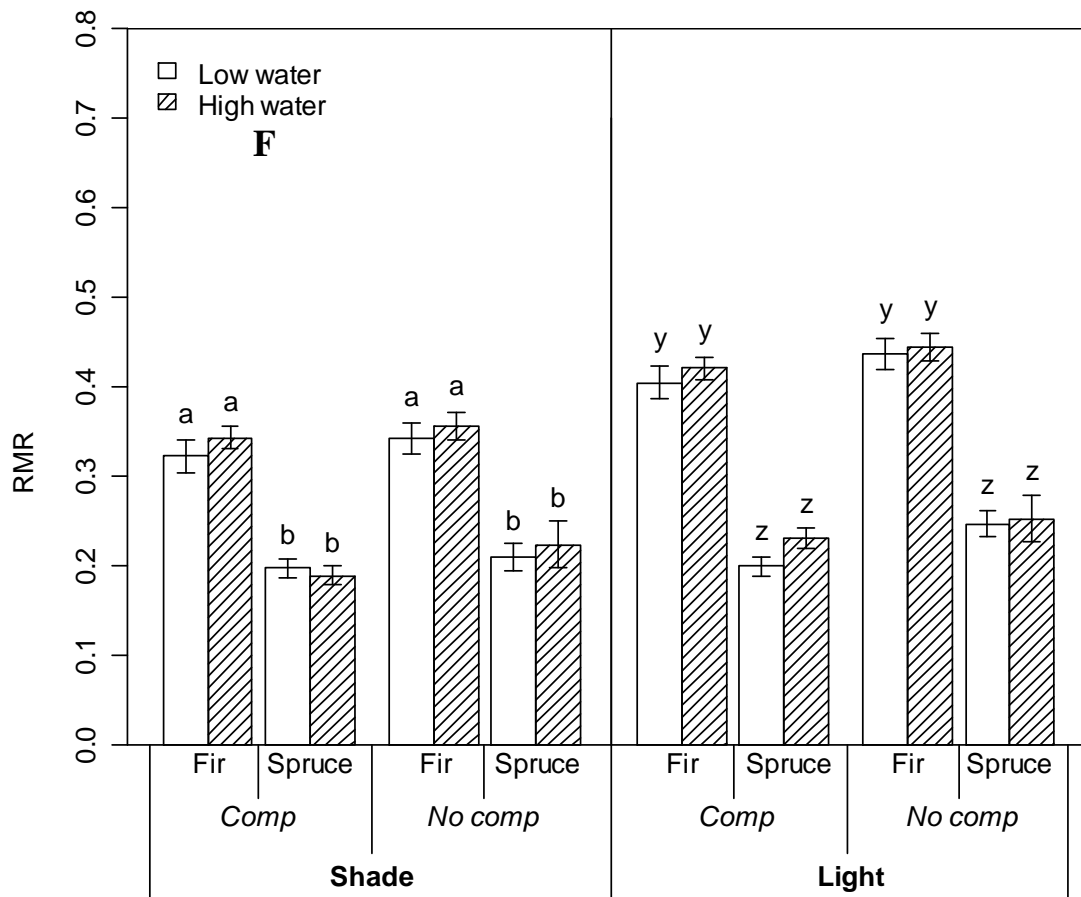 RMR
0.8
0.7
0.6
0.5
0.4
0.3
0.2
0.1
0.0
Low water
High water
F
a a b b a a b b y y z z y y z z
Fir Spruce Fir Spruce Fir Spruce Fir Spruce
Comp No comp Comp No comp
Shade Light